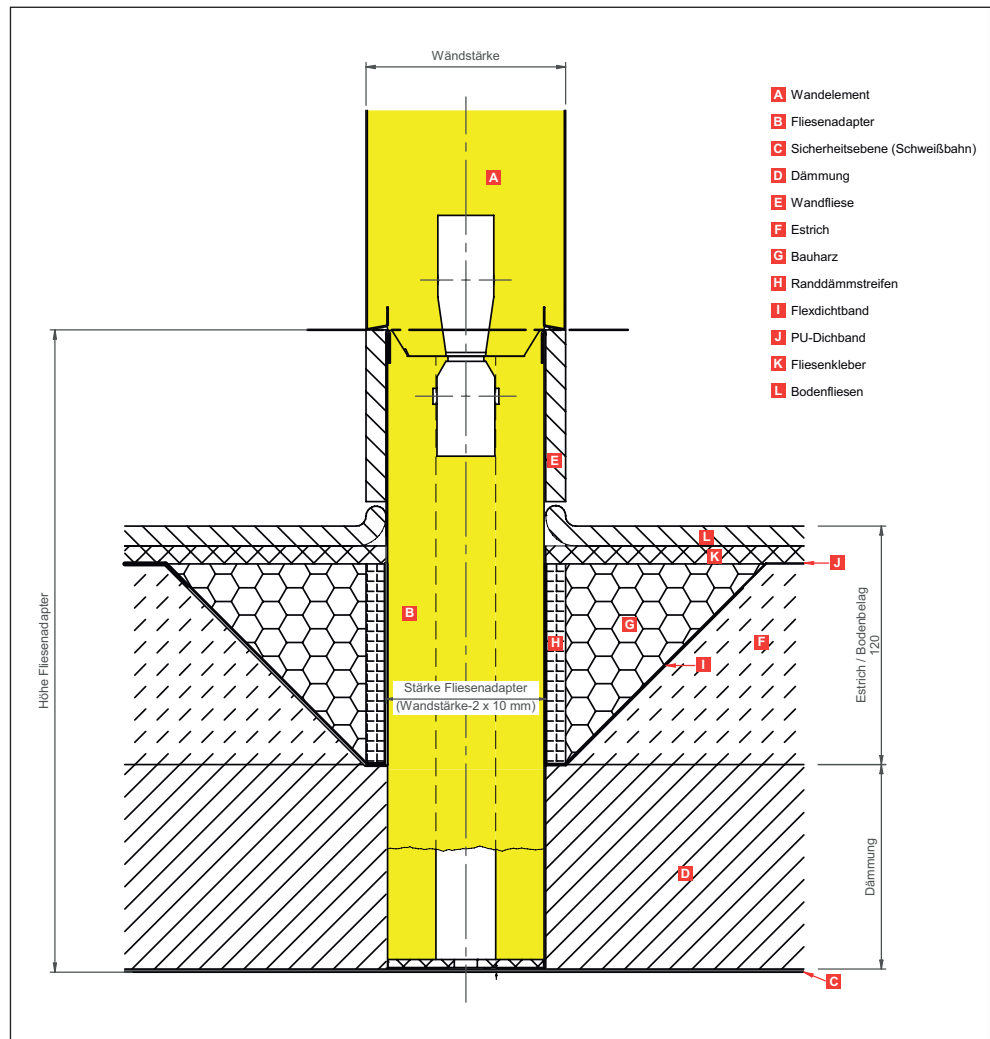 Wändstärke
A Wandelement
B Fliesenadapter
C Sicherheitsebene (Schweißbahn)
D Dämmung
E Wandfliese
F Estrich
G Bauharz
H Randdämmstreifen
I Flexdichtband
J PU-Dichband
K Fliesenkleber
L Bodenfliesen
A
E
L
K
J
B
G
H
F
I
Höhe Fliesenadapter
Estrich / Bodenbelag
120
Stärke Fliesenadapter
(Wandstärke-2 x 10 mm)
Dämmung
D
C